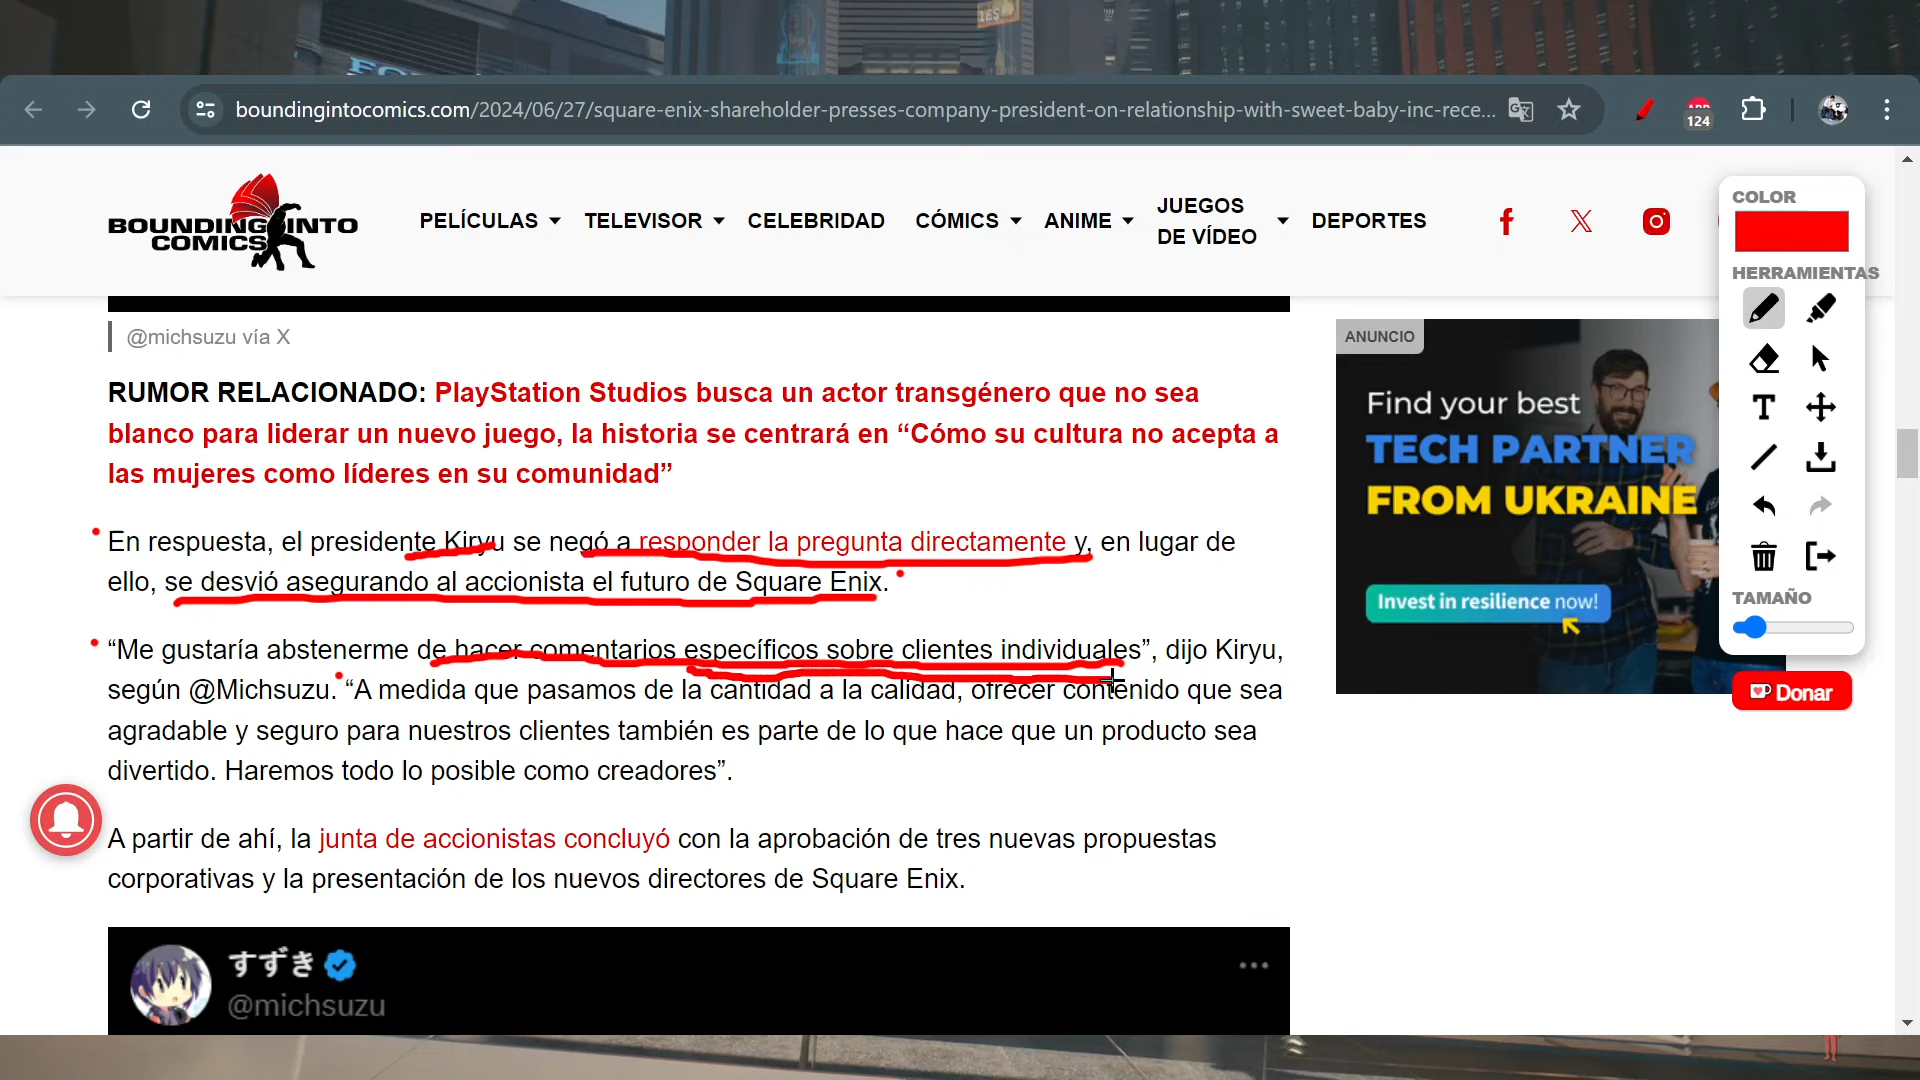 boundingintocomics.com/2024/06/27/square-enix-shareholder-presses-company-president-on-relationship-with-sweet-baby-inc-rece...
124
BOUNDING INTO
COMICS
PELÍCULAS
TELEVISOR
CELEBRIDAD
CÓMICS
ANIME
JUEGOS
DE VÍDEO
DEPORTES
@michsuzu vía X
RUMOR RELACIONADO: PlayStation Studios busca un actor transgénero que no sea
blanco para liderar un nuevo juego, la historia se centrará en “Cómo su cultura no acepta a
las mujeres como líderes en su comunidad”
En respuesta, el presidente Kiryu se negó a responder la pregunta directamente y, en lugar de
ello, se desvió asegurando al accionista el futuro de Square Enix.
“Me gustaría abstenerme de hacer comentarios específicos sobre clientes individuales”, dijo Kiryu,
según @Michsuzu. “A medida que pasamos de la cantidad a la calidad, ofrecer contenido que sea
agradable y seguro para nuestros clientes también es parte de lo que hace que un producto sea
divertido. Haremos todo lo posible como creadores”.
A partir de ahí, la junta de accionistas concluyó con la aprobación de tres nuevas propuestas
corporativas y la presentación de los nuevos directores de Square Enix.
すずき
@michsuzu
ANUNCIO
Find your best
TECH PARTNER
FROM UKRAINE
Invest in resilience now!
COLOR
HERRAMIENTAS
T
TAMAÑO
Donar